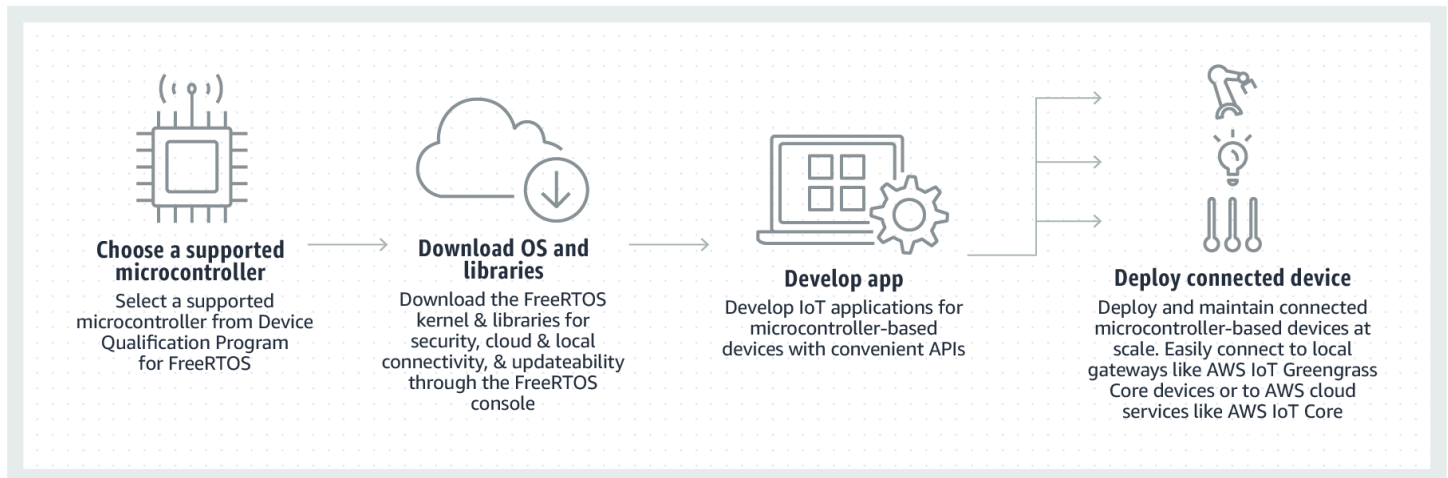 Choose a supported
microcontroller
Select a supported
microcontroller from Device
Qualification Program
for FreeRTOS
Download OS and
libraries
Download the FreeRTOS
kernel & libraries for
security, cloud & local
connectivity, & updateability
through the FreeRTOS
console
Develop app
Develop IoT applications for
microcontroller-based
devices with convenient APIs
Deploy connected device
Deploy and maintain connected
microcontroller-based devices at
scale. Easily connect to local
gateways like AWS IoT Greengrass
Core devices or to AWS cloud
services like AWS IoT Core